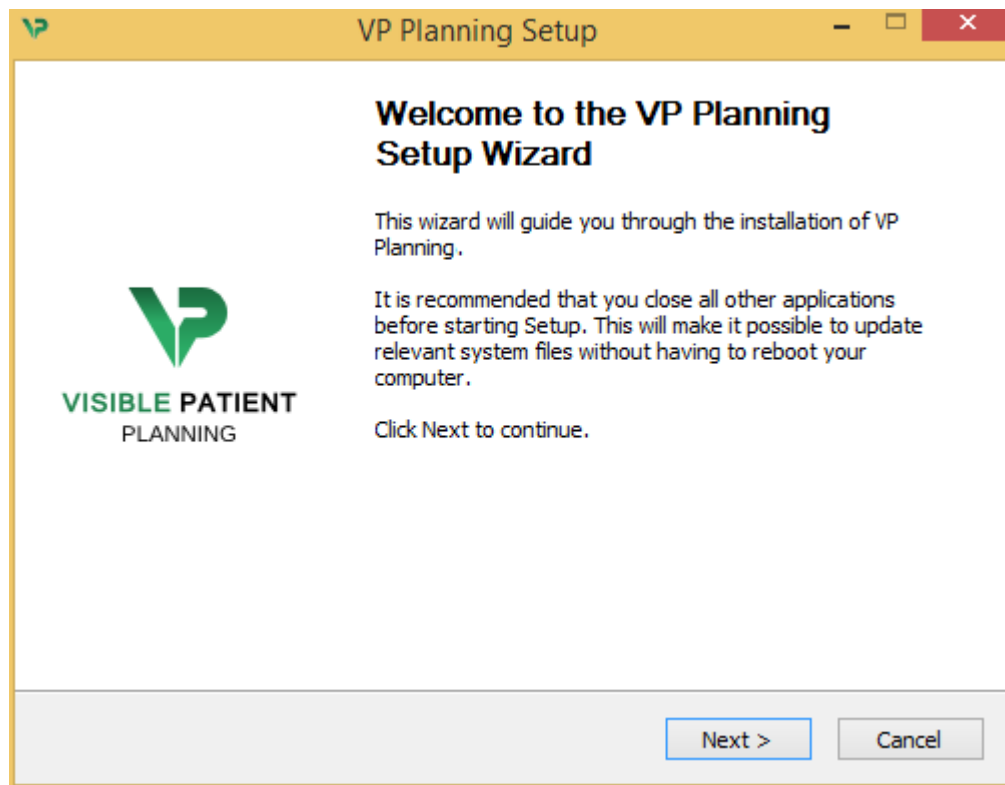 VP Planning Setup
Welcome to the VP Planning
Setup Wizard
This wizard will guide you through the installation of VP
Planning.
It is recommended that you close all other applications
before starting Setup. This will make it possible to update
relevant system files without having to reboot your
computer.
Click Next to continue.
VP
VISIBLE PATIENT
PLANNING
Next >
Cancel